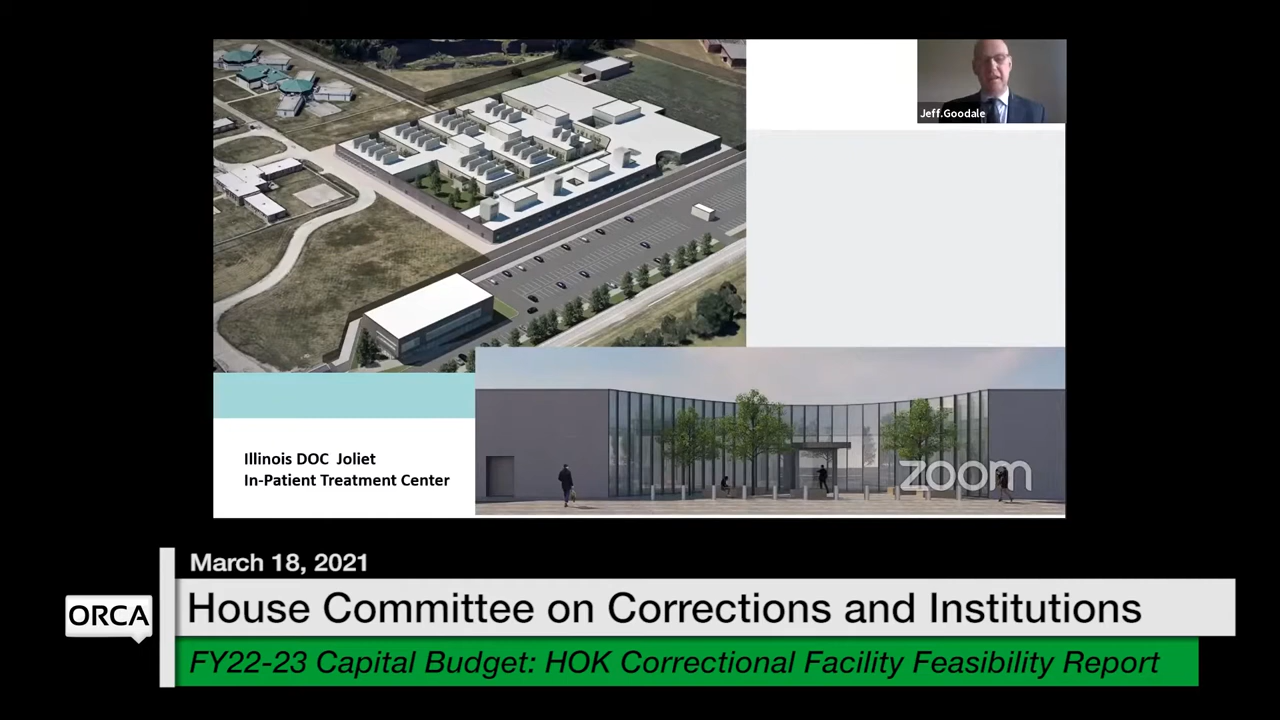 Jeff.Goodale
Illinois DOC Joliet
In-Patient Treatment Center
zoom
March 18, 2021
ORCA
House Committee on Corrections and Institutions
FY22-23 Capital Budget: HOK Correctional Facility Feasibility Report